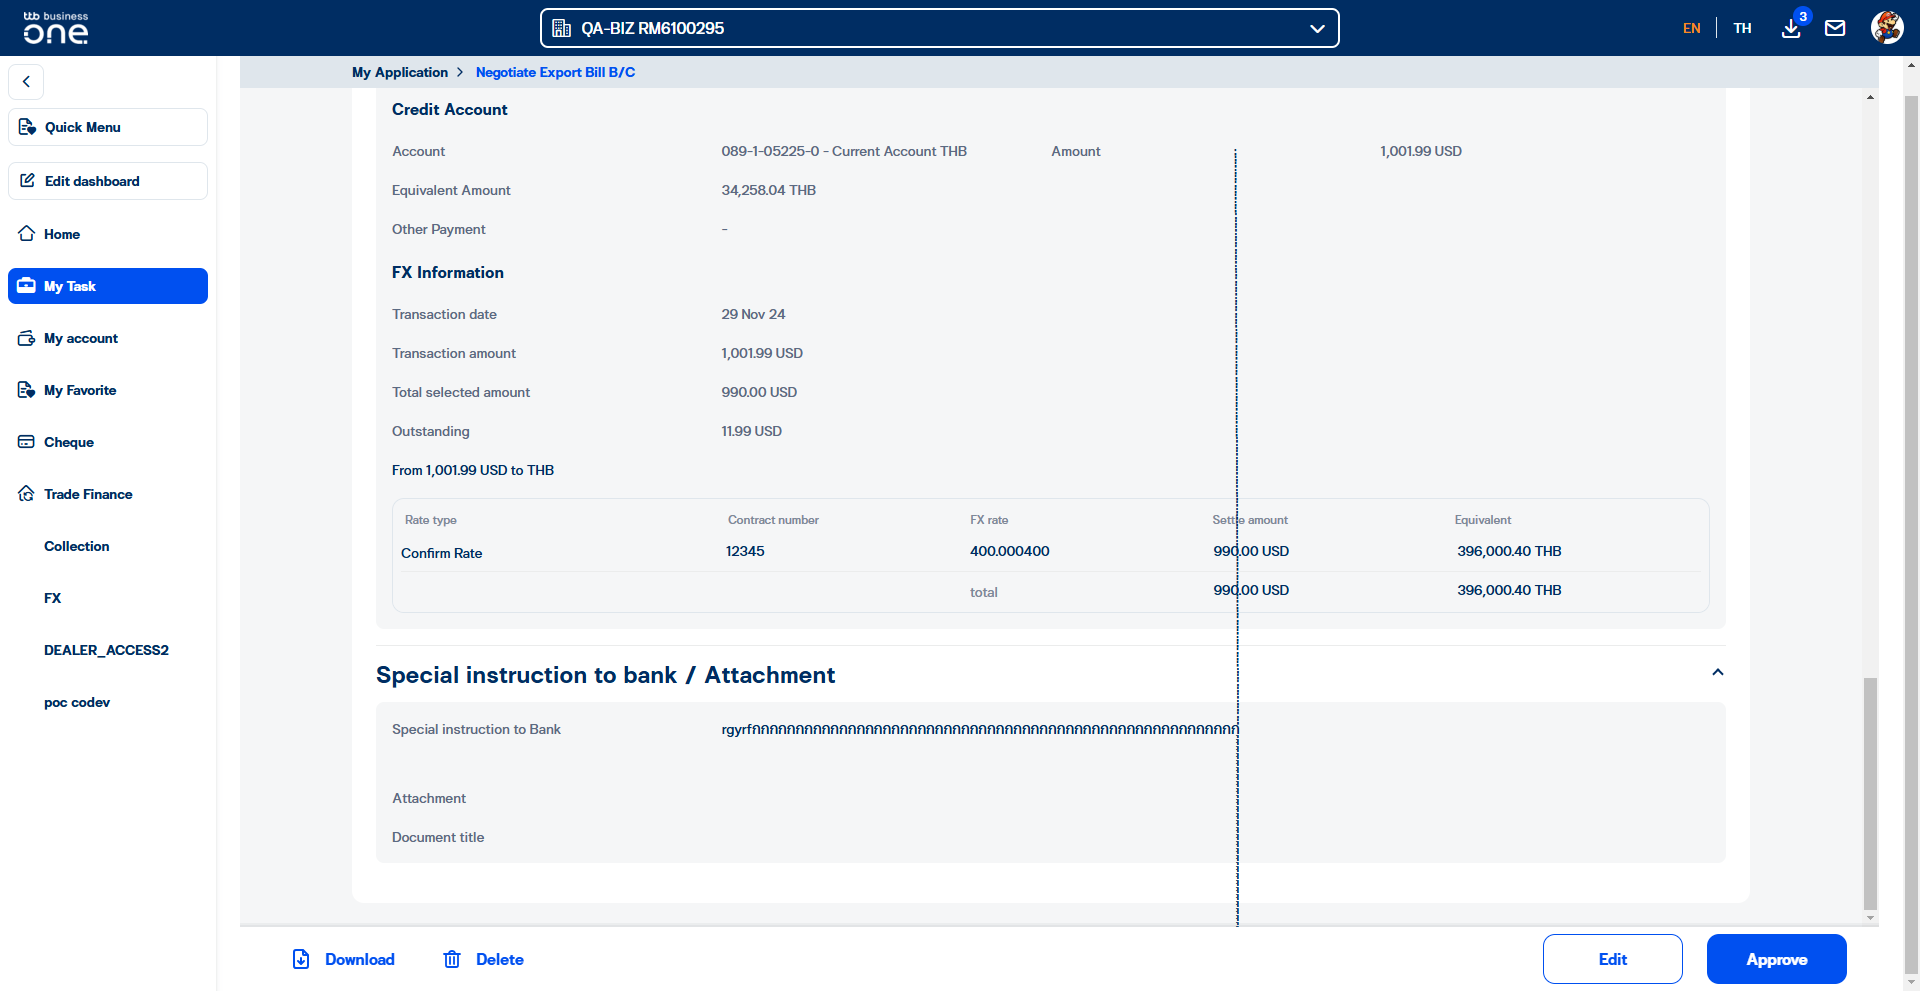 ttb business
one
QA-BIZ RM6100295
EN
TH
3
My Application > Negotiate Export Bill B/C
Quick Menu
Edit dashboard
Home
My Task
My account
My Favorite
Cheque
Trade Finance
Collection
FX
DEALER_ACCESS2
poc codev
Credit Account
Account 089-1-05225-0 - Current Account THB Amount 1,001.99 USD
Equivalent Amount 34,258.04 THB
Other Payment -
FX Information
Transaction date 29 Nov 24
Transaction amount 1,001.99 USD
Total selected amount 990.00 USD
Outstanding 11.99 USD
From 1,001.99 USD to THB
Rate type Contract number FX rate Settle amount Equivalent
Confirm Rate 12345 400.000400 990.00 USD 396,000.40 THB
total 990.00 USD 396,000.40 THB
Special instruction to bank / Attachment
Special instruction to Bank
Attachment
Document title
Download
Delete
Edit
Approve